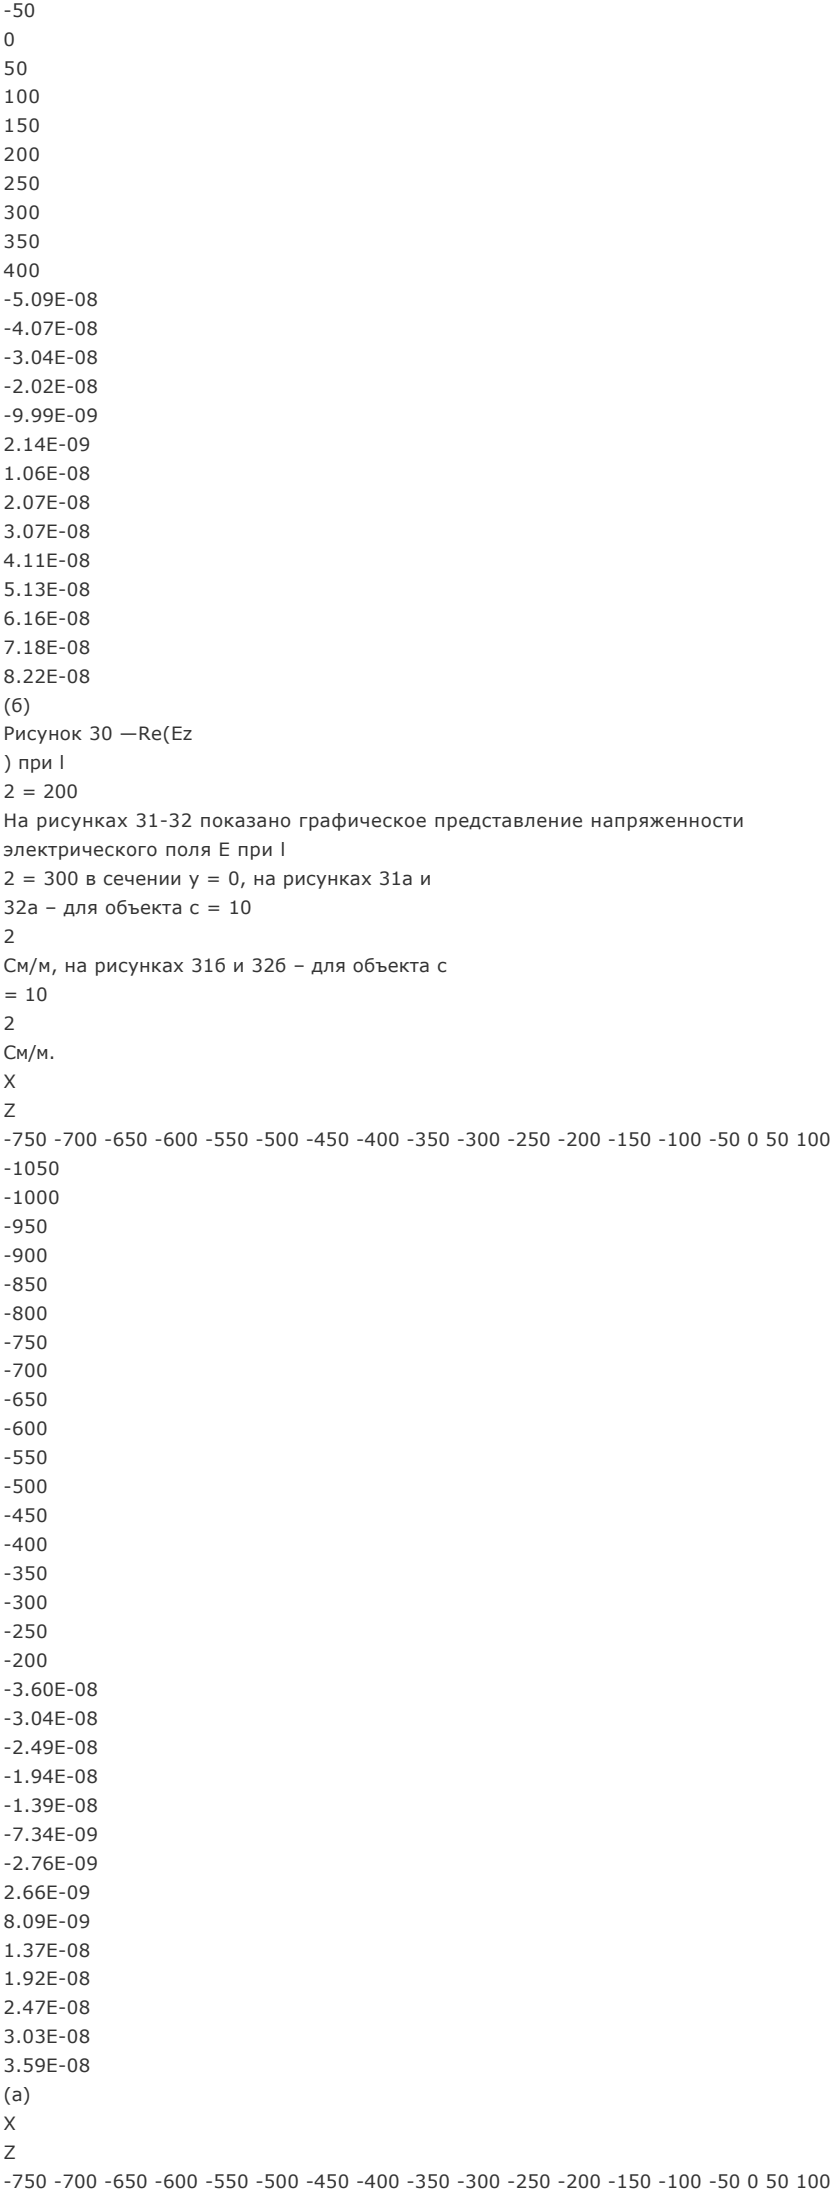 -50
0
50
100
150
200
250
300
350
400
-5.09E-08
-4.07E-08
-3.04E-08
-2.02E-08
-9.99E-09
2.14E-09
1.06E-08
2.07E-08
3.07E-08
4.11E-08
5.13E-08
6.16E-08
7.18E-08
8.22E-08
(б)
Рисунок 30 —Re(Ez
) при l
2 = 200
На рисунках 31-32 показано графическое представление напряженности
электрического поля E при l
2 = 300 в сечении y = 0, на рисунках 31а и
32а – для объекта с = 10
2
См/м, на рисунках 31б и 32б – для объекта с
= 10
2
См/м.
X
Z
-750 -700 -650 -600 -550 -500 -450 -400 -350 -300 -250 -200 -150 -100 -50 0 50 100
-1050
-1000
-950
-900
-850
-800
-750
-700
-650
-600
-550
-500
-450
-400
-350
-300
-250
-200
-3.60E-08
-3.04E-08
-2.49E-08
-1.94E-08
-1.39E-08
-7.34E-09
-2.76E-09
2.66E-09
8.09E-09
1.37E-08
1.92E-08
2.47E-08
3.03E-08
3.59E-08
(а)
X
Z
-750 -700 -650 -600 -550 -500 -450 -400 -350 -300 -250 -200 -150 -100 -50 0 50 100